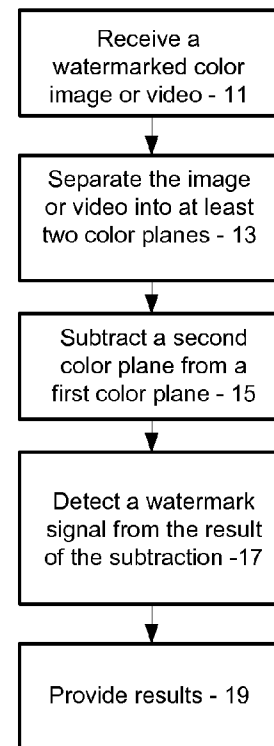 Receive a
watermarked color
image or video - 11
Separate the image
or video into at least
two color planes - 13
Subtract a second
color plane from a
first color plane - 15
Detect a watermark
signal from the result
of the subtraction -17
Provide results - 19